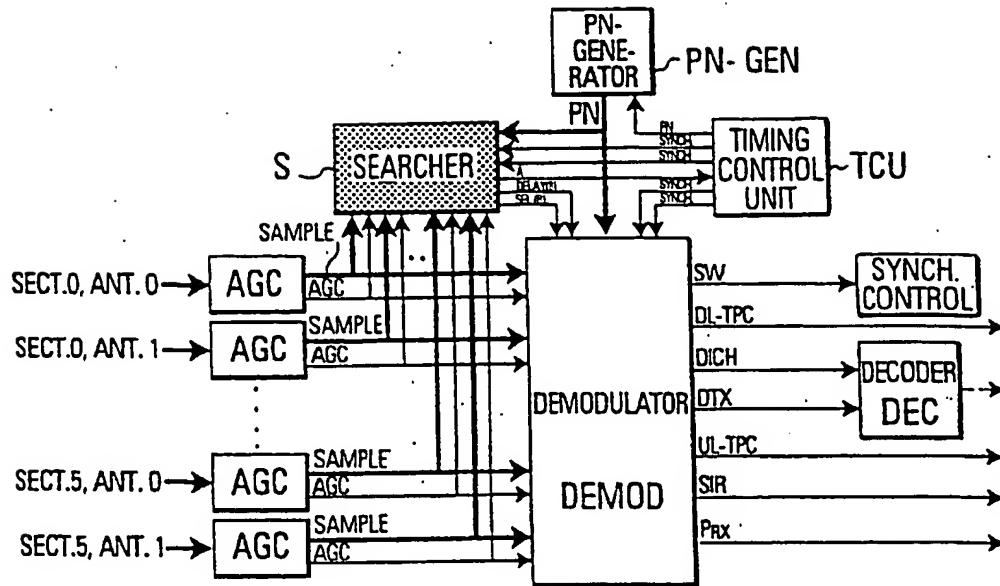 PN-
GENE-
RATOR
PN- GEN
PN
S
SEARCHER
PN
SYNCH
SYNCH
A
SYNCH
SYNCH
TIMING
CONTROL
UNIT
TCU
SAMPLE
SECT.0, ANT. 0
AGC
AGC
SW
SYNCH.
CONTROL
SAMPLE
DL-TPC
SECT.0, ANT. 1
AGC
AGC
DICH
DECODER
DEC
DEMODULATOR
DTX
DEMOD
UL-TPC
SAMPLE
SECT.5, ANT. 0
AGC
AGC
SIR
SAMPLE
SECT.5, ANT. 1
AGC
AGC
PRX